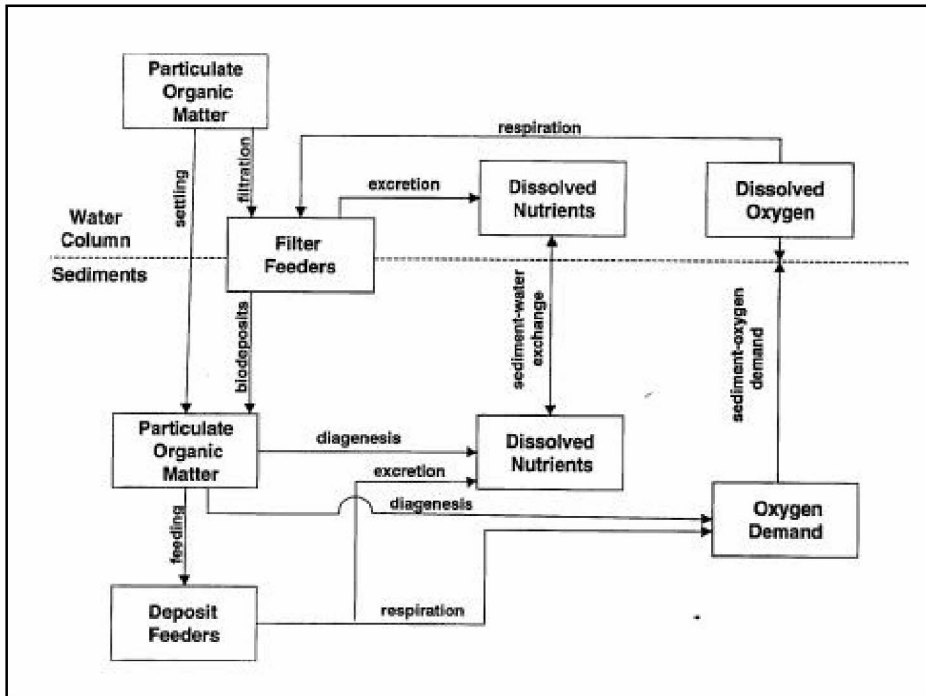 Particulate
Organic
Matter
respiration
settling
filtration
excretion
Dissolved
Nutrients
Dissolved
Oxygen
Water
Column
Filter
Feeders
Sediments
biodeposits
sediment-water
exchange
sediment-oxygen
demand
Particulate
Organic
Matter
diagenesis
Dissolved
Nutrients
excretion
diagenesis
Oxygen
Demand
feeding
Deposit
Feeders
respiration